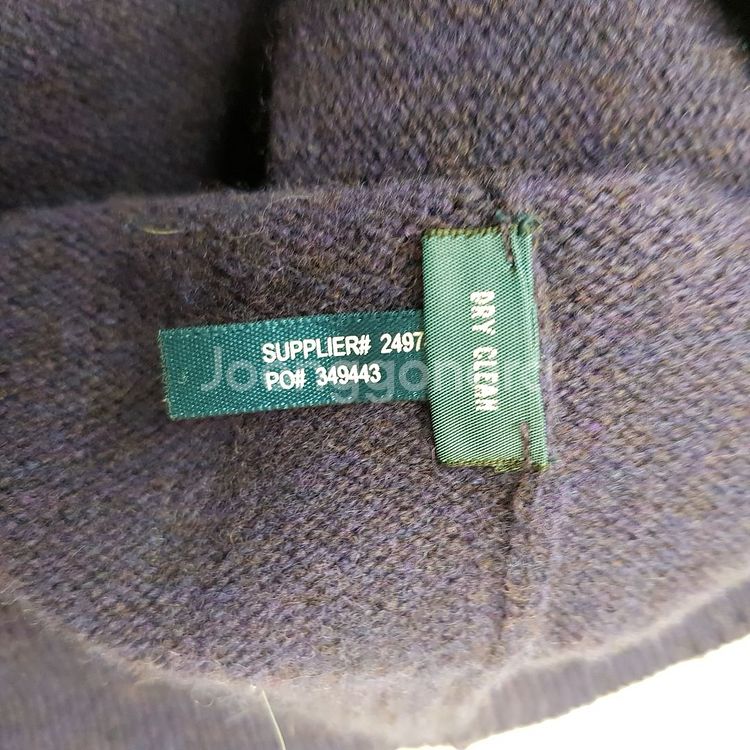 SUPPLIER# 2497
PO# 349443
DRY CLEAN